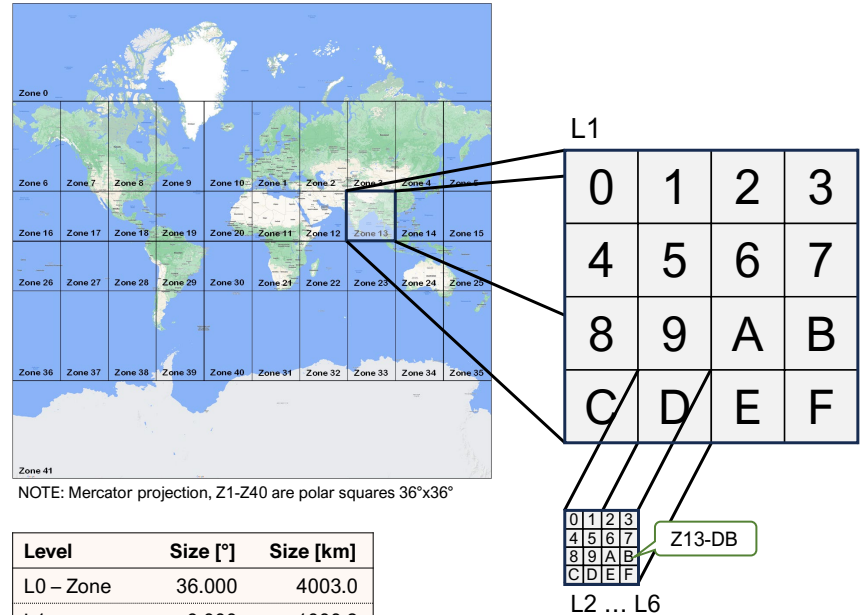 Zone 0
Zone 6 Zone 7 Zone 8 Zone 9 Zone 10 Zone 1 Zone 2 Zone 3 Zone 4 Zone 5
Zone 16 Zone 17 Zone 18 Zone 19 Zone 20 Zone 11 Zone 12 Zone 13 Zone 14 Zone 15
Zone 26 Zone 27 Zone 28 Zone 29 Zone 30 Zone 21 Zone 22 Zone 23 Zone 24 Zone 25
Zone 36 Zone 37 Zone 38 Zone 39 Zone 40 Zone 31 Zone 32 Zone 33 Zone 34 Zone 35
Zone 41
NOTE: Mercator projection, Z1-Z40 are polar squares 36°x36°
L1
0 1 2 3
4 5 6 7
8 9 A B
C D E F
0 1 2 3
4 5 6 7
8 9 A B
C D E F
Z13-DB
L2 ... L6
Level Size [°] Size [km]
L0 – Zone 36.000 4003.0